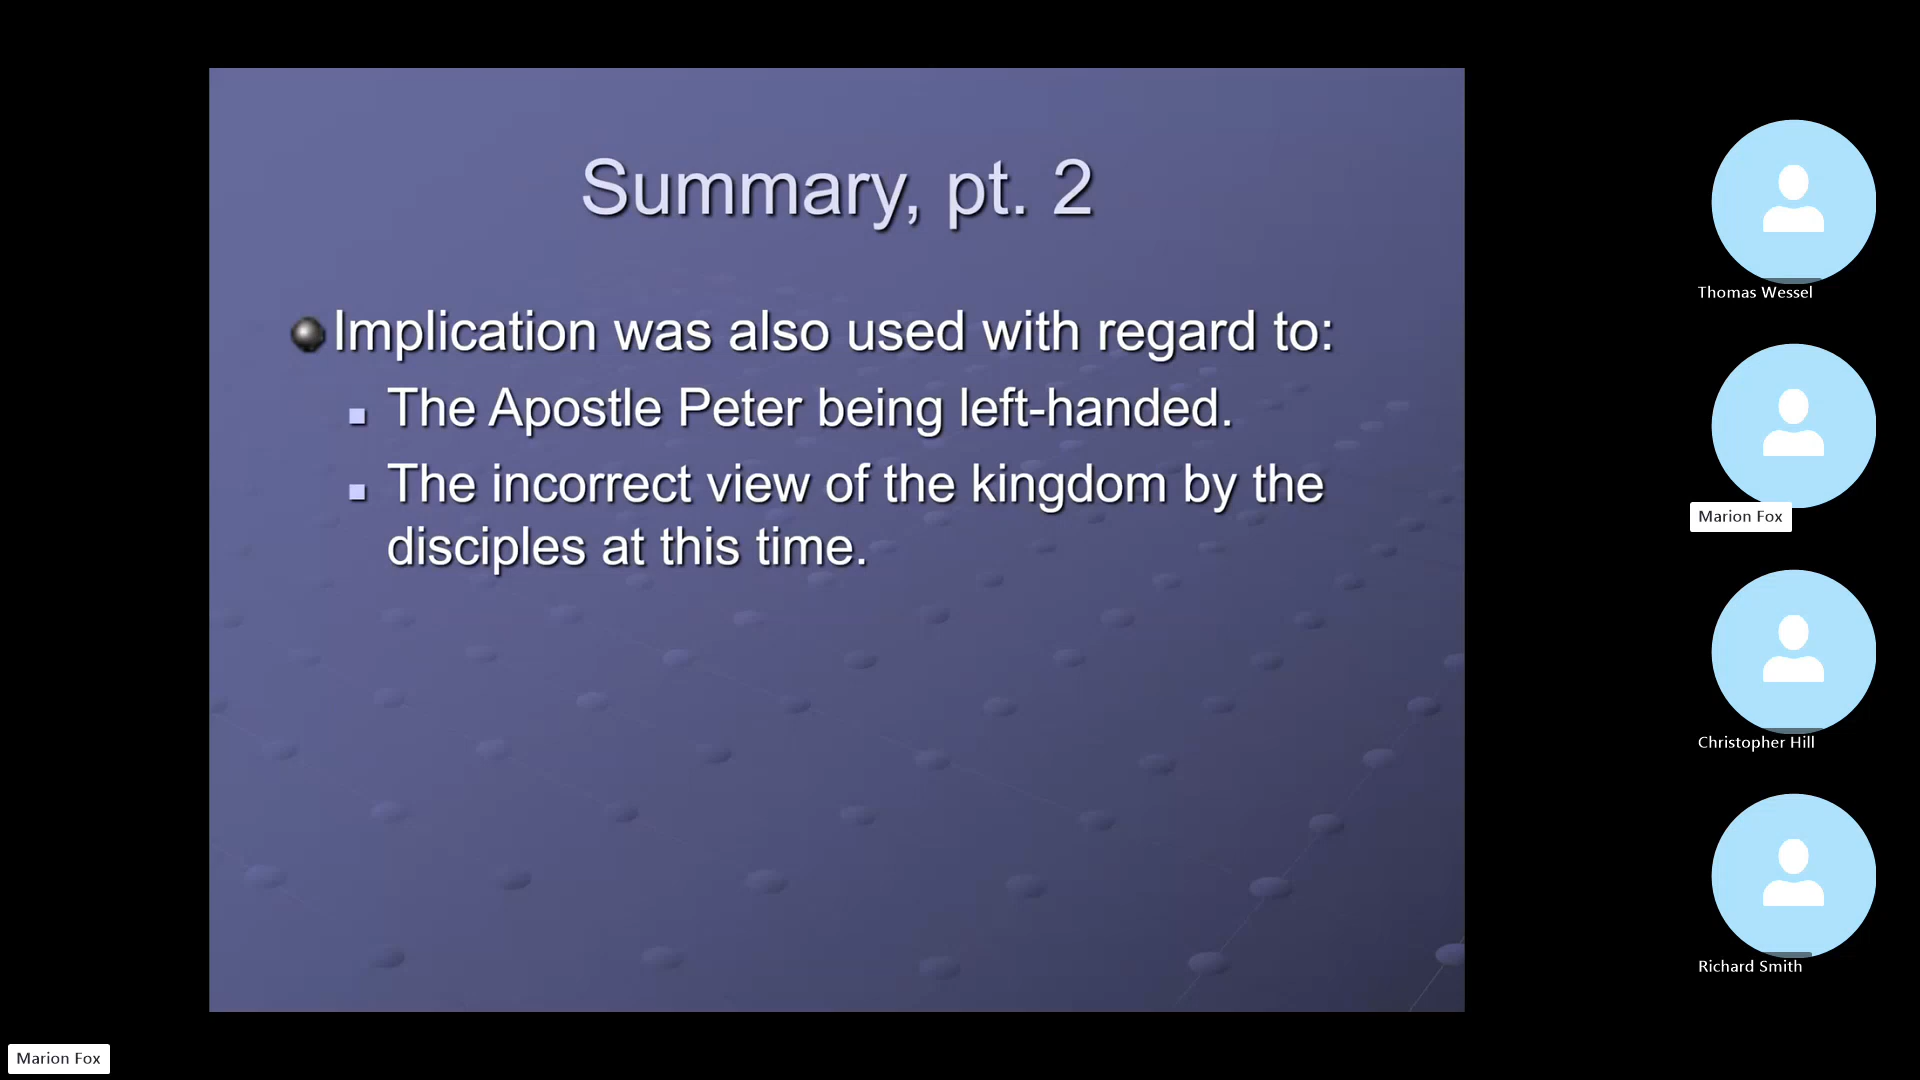 Summary, pt. 2
Implication was also used with regard to:
The Apostle Peter being left-handed.
The incorrect view of the kingdom by the
disciples at this time.
Thomas Wessel
Marion Fox
Christopher Hill
Richard Smith
Marion Fox